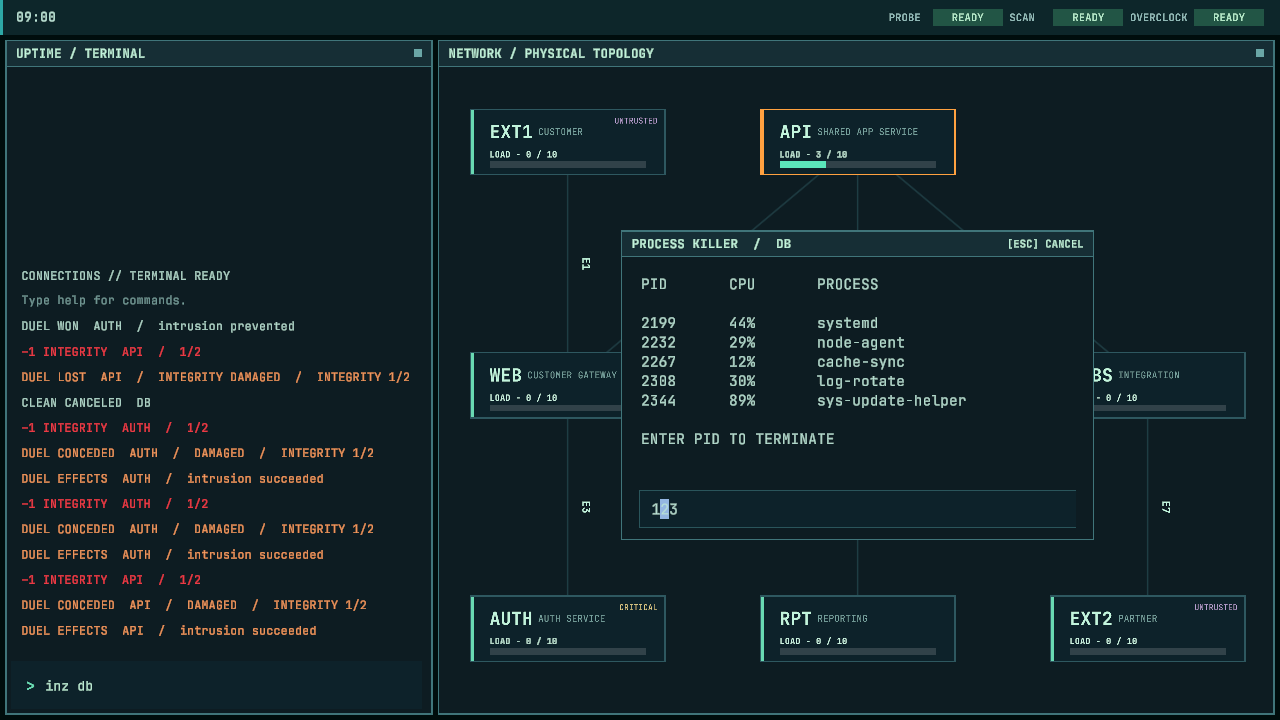 09:00
PROBE READY SCAN READY OVERCLOCK READY
UPTIME / TERMINAL
CONNECTIONS // TERMINAL READY
Type help for commands.
DUEL WON AUTH / intrusion prevented
-1 INTEGRITY API / 1/2
DUEL LOST API / INTEGRITY DAMAGED / INTEGRITY 1/2
CLEAN CANCELED DB
-1 INTEGRITY AUTH / 1/2
DUEL CONCEDED AUTH / DAMAGED / INTEGRITY 1/2
DUEL EFFECTS AUTH / intrusion succeeded
-1 INTEGRITY AUTH / 1/2
DUEL CONCEDED AUTH / DAMAGED / INTEGRITY 1/2
DUEL EFFECTS AUTH / intrusion succeeded
-1 INTEGRITY API / 1/2
DUEL CONCEDED API / DAMAGED / INTEGRITY 1/2
DUEL EFFECTS API / intrusion succeeded
> inz db
NETWORK / PHYSICAL TOPOLOGY
UNTRUSTED
EXT1 CUSTOMER
LOAD - 0 / 10
API SHARED APP SERVICE
LOAD - 3 / 10
E1
WEB CUSTOMER GATEWAY
LOAD - 0 / 10
PROCESS KILLER / DB [ESC] CANCEL
PID CPU PROCESS
2199 44% systemd
2232 29% node-agent
2267 12% cache-sync
2308 30% log-rotate
2344 89% sys-update-helper
ENTER PID TO TERMINATE
123
BS INTEGRATION
- 0 / 10
E3
E7
CRITICAL
AUTH AUTH SERVICE
LOAD - 0 / 10
RPT REPORTING
LOAD - 0 / 10
UNTRUSTED
EXT2 PARTNER
LOAD - 0 / 10